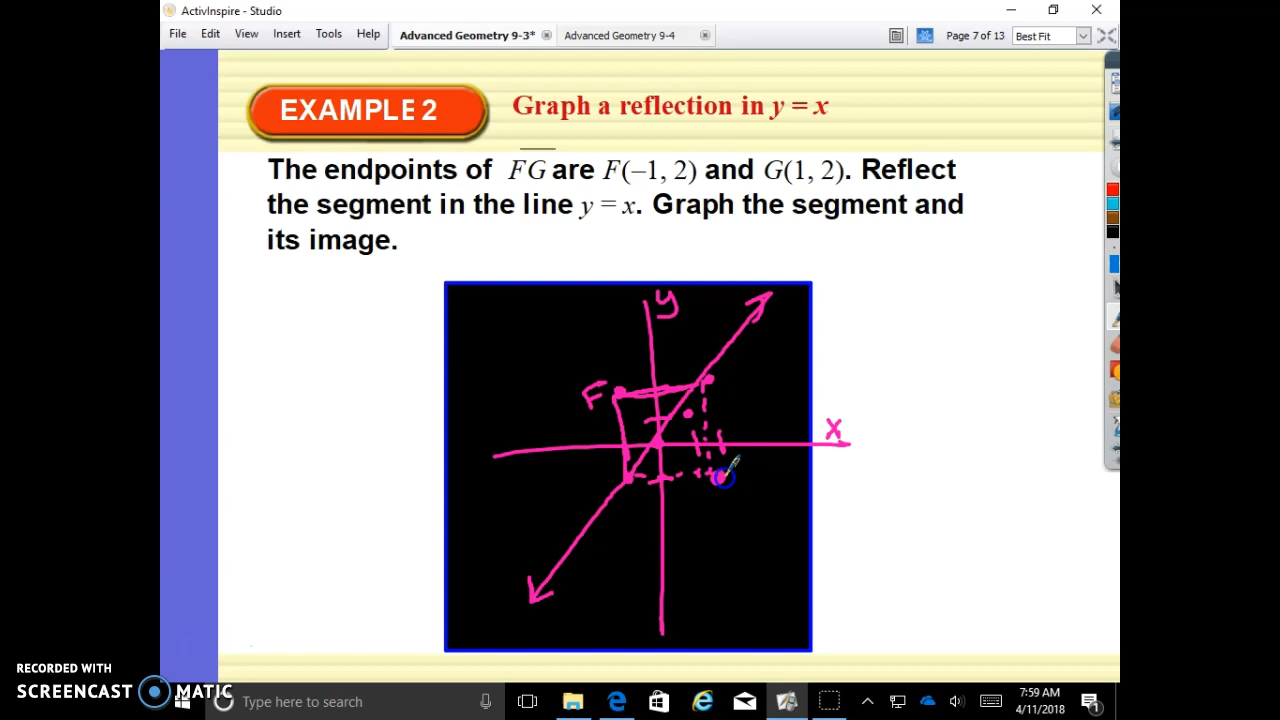 ActivInspire - Studio
File Edit View Insert Tools Help
Advanced Geometry 9-3*
Advanced Geometry 9-4
Page 7 of 13
Best Fit
EXAMPLE 2
Graph a reflection in y = x
The endpoints of FG are F(–1, 2) and G(1, 2). Reflect
the segment in the line y = x. Graph the segment and
its image.
y
F
x
RECORDED WITH
SCREENCAST MATIC
Type here to search
7:59 AM
4/11/2018
1